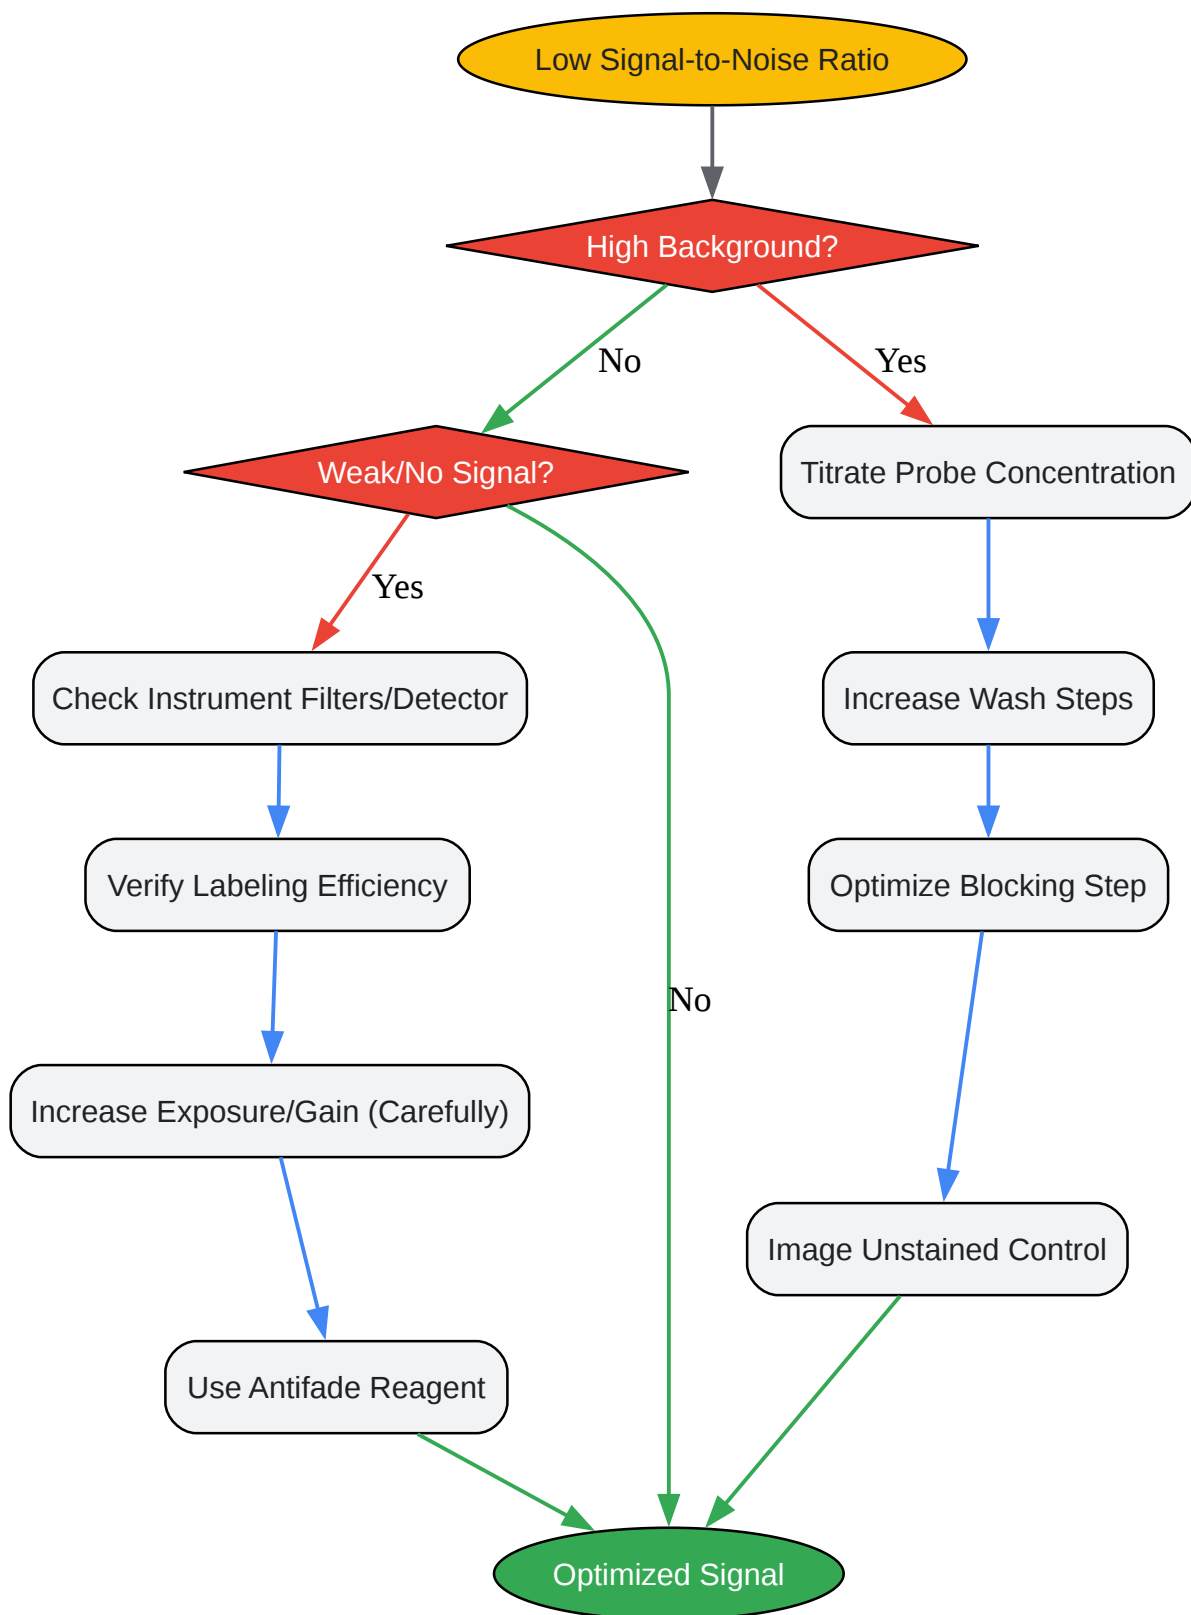 Low Signal-to-Noise Ratio
High Background?
No
Yes
Weak/No Signal?
Titrate Probe Concentration
Yes
Check Instrument Filters/Detector
Increase Wash Steps
Verify Labeling Efficiency
Optimize Blocking Step
No
Increase Exposure/Gain (Carefully)
Image Unstained Control
Use Antifade Reagent
Optimized Signal